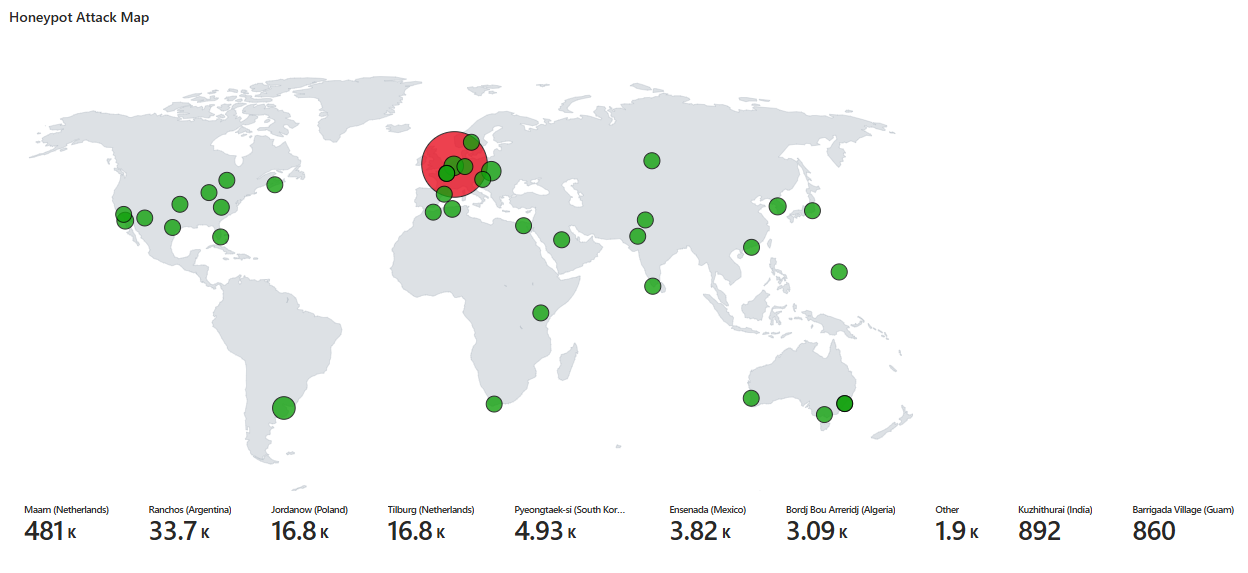 Honeypot Attack Map
Maam (Netherlands) Ranchos (Argentina) Jordanow (Poland) Tilburg (Netherlands) Pyeongtaek-si (South Kor... Ensenada (Mexico) Bordj Bou Arreridj (Algeria) Other Kuzhithurai (India) Barrigada Village (Guam)
481 K 33.7 K 16.8 K 16.8 K 4.93 K 3.82 K 3.09 K 1.9 K 892 860